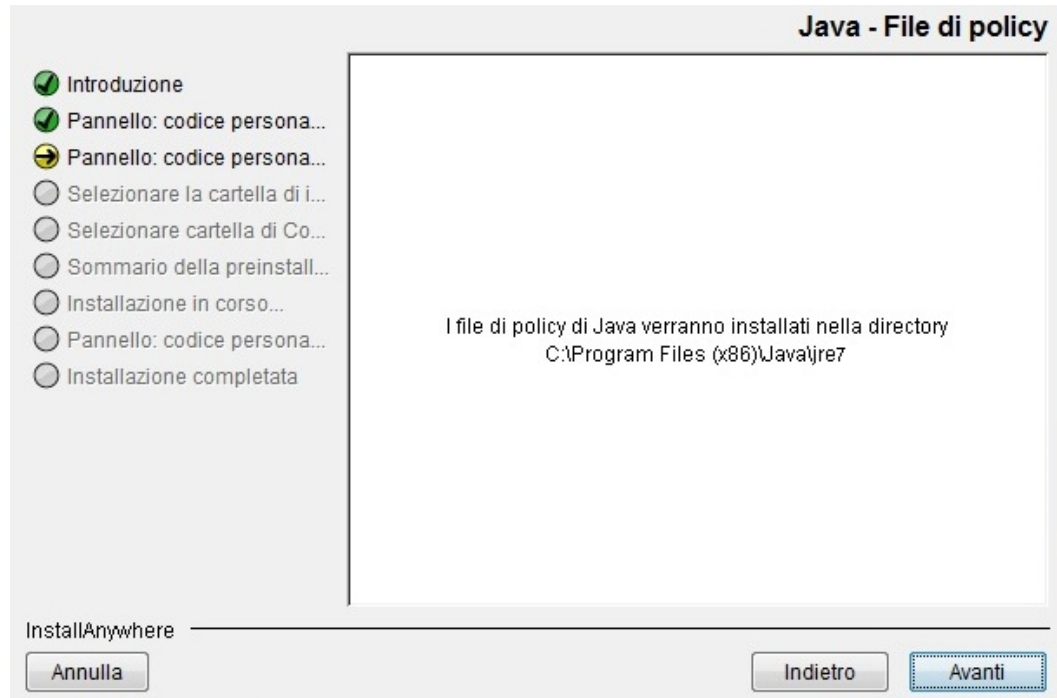 Java - File di policy
Introduzione
Pannello: codice persona...
Pannello: codice persona...
Selezionare la cartella di i...
Selezionare cartella di Co...
Sommario della preinstall...
Installazione in corso...
Pannello: codice persona...
Installazione completata
I file di policy di Java verranno installati nella directory
C:\Program Files (x86)\Java\jre7
InstallAnywhere
Annulla
Indietro
Avanti